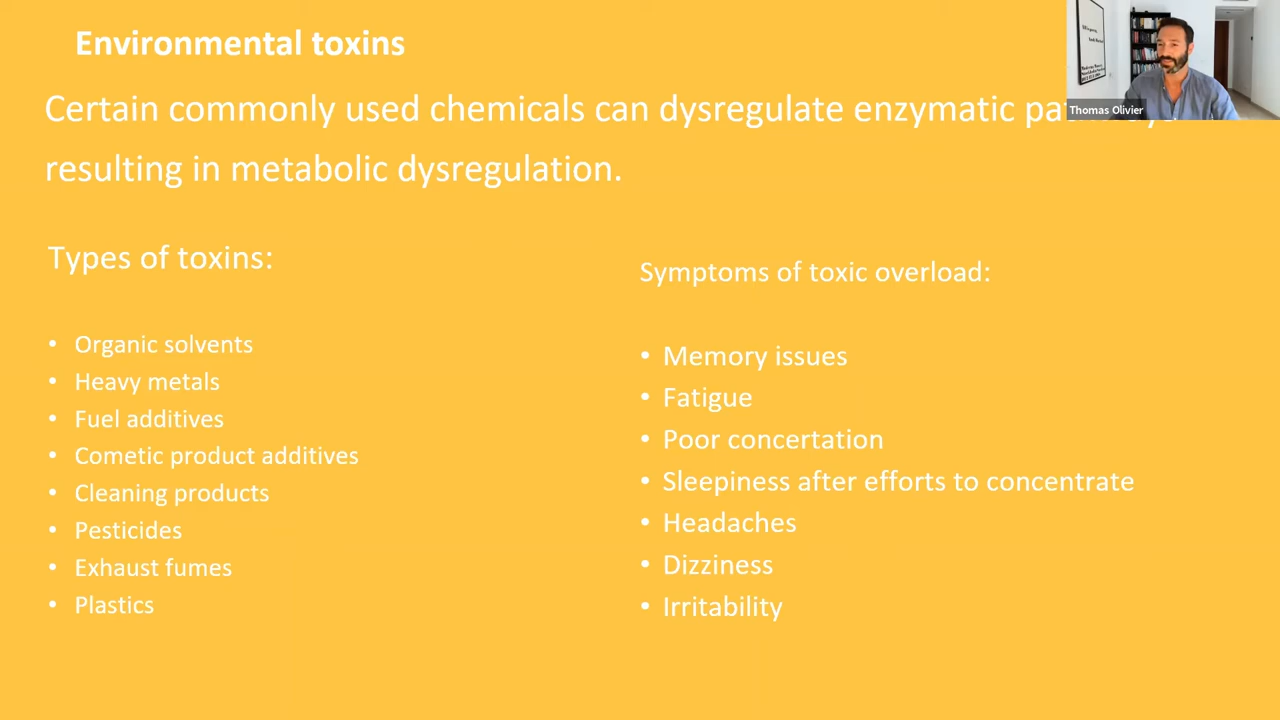 Environmental toxins
Thomas Olivier
Certain commonly used chemicals can dysregulate enzymatic
resulting in metabolic dysregulation.
Types of toxins:
• Organic solvents
• Heavy metals
• Fuel additives
• Cometic product additives
• Cleaning products
• Pesticides
• Exhaust fumes
• Plastics
Symptoms of toxic overload:
• Memory issues
• Fatigue
• Poor concertation
• Sleepiness after efforts to concentrate
• Headaches
• Dizziness
• Irritability